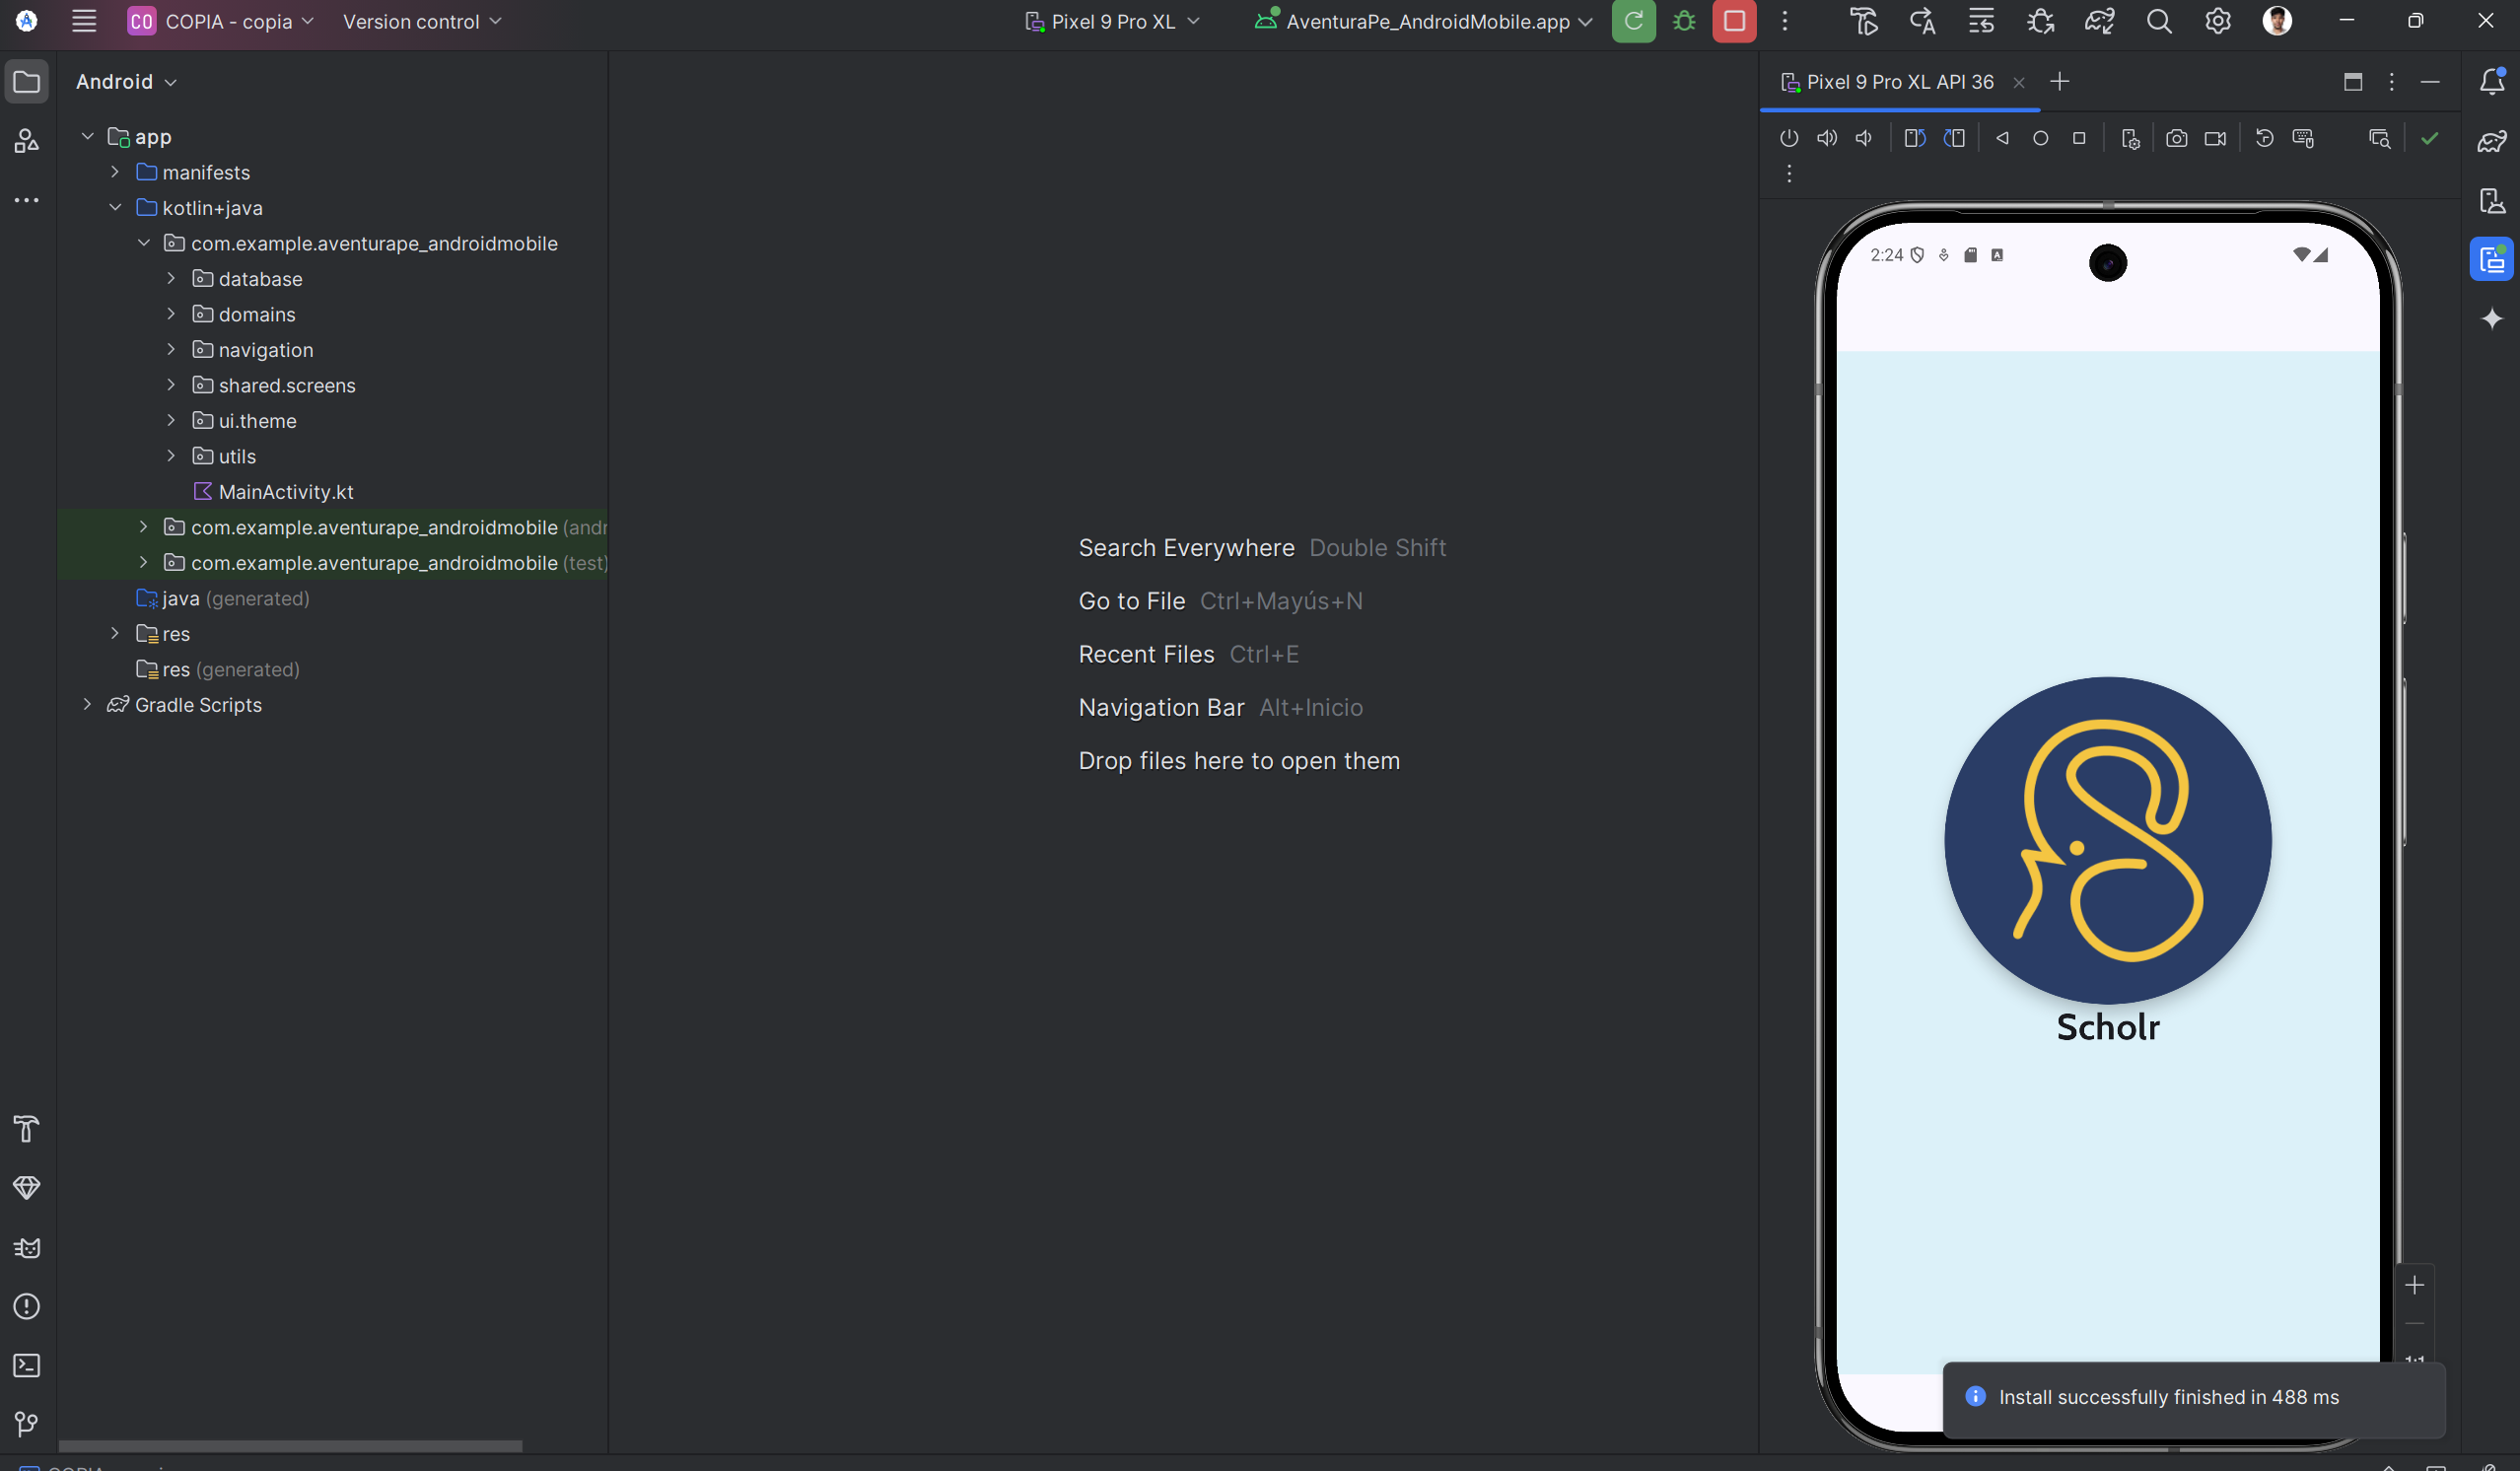 CO COPIA - copia Version control Pixel 9 Pro XL AventuraPe_AndroidMobile.app
Android
app
manifests
kotlin+java
com.example.aventurape_androidmobile
database
domains
navigation
shared.screens
ui.theme
utils
MainActivity.kt
com.example.aventurape_androidmobile (andr
com.example.aventurape_androidmobile (test)
java (generated)
res
res (generated)
Gradle Scripts
Search Everywhere Double Shift
Go to File Ctrl+Mayús+N
Recent Files Ctrl+E
Navigation Bar Alt+Inicio
Drop files here to open them
Pixel 9 Pro XL API 36
2:24
Scholr
1:1
Install successfully finished in 488 ms